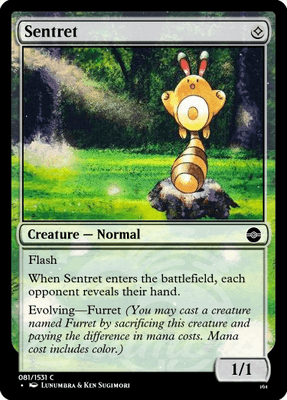 Sentret
Creature — Normal
Flash
When Sentret enters the battlefield, each
opponent reveals their hand.
Evolving—Furret (You may cast a creature
named Furret by sacrificing this creature and
paying the difference in mana costs. Mana
cost includes color.)
1/1
081/1531 C
Lunumbra & Ken Sugimori